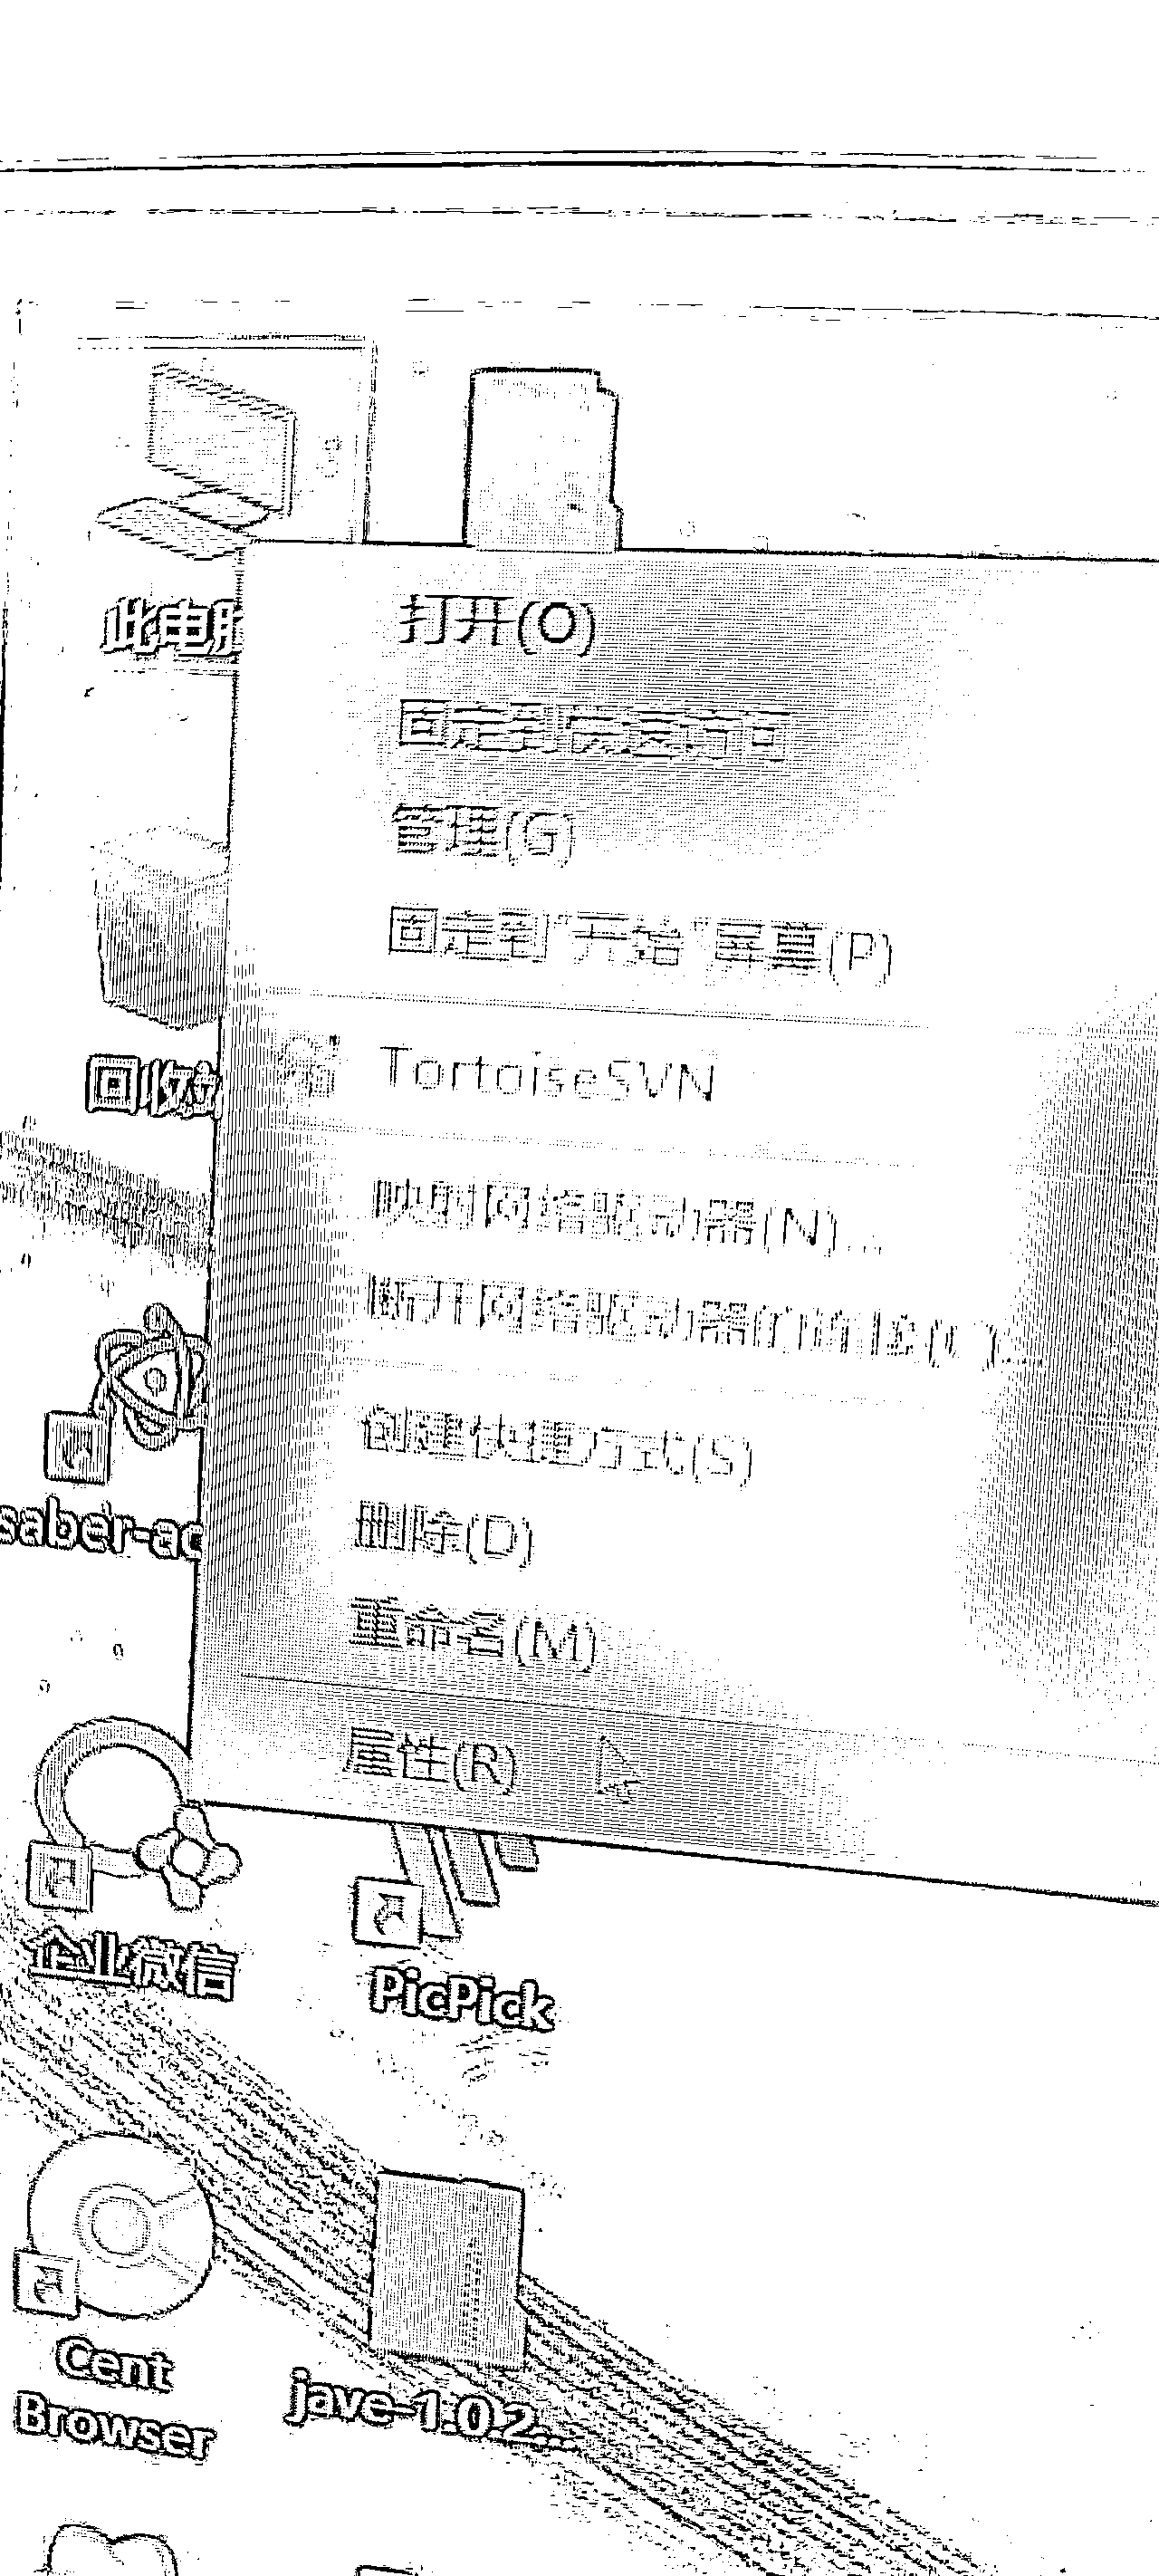 此电脑
打开(O)
固定到快速访问
管理(G)
固定到"开始"屏幕(P)
回收站
TortoiseSVN
映射网络驱动器(N)...
断开网络驱动器的连接(C)...
创建快捷方式(S)
删除(D)
saber-ac
重命名(M)
属性(R)
企业微信
PicPick
Cent
Browser
jave-1.0.2...